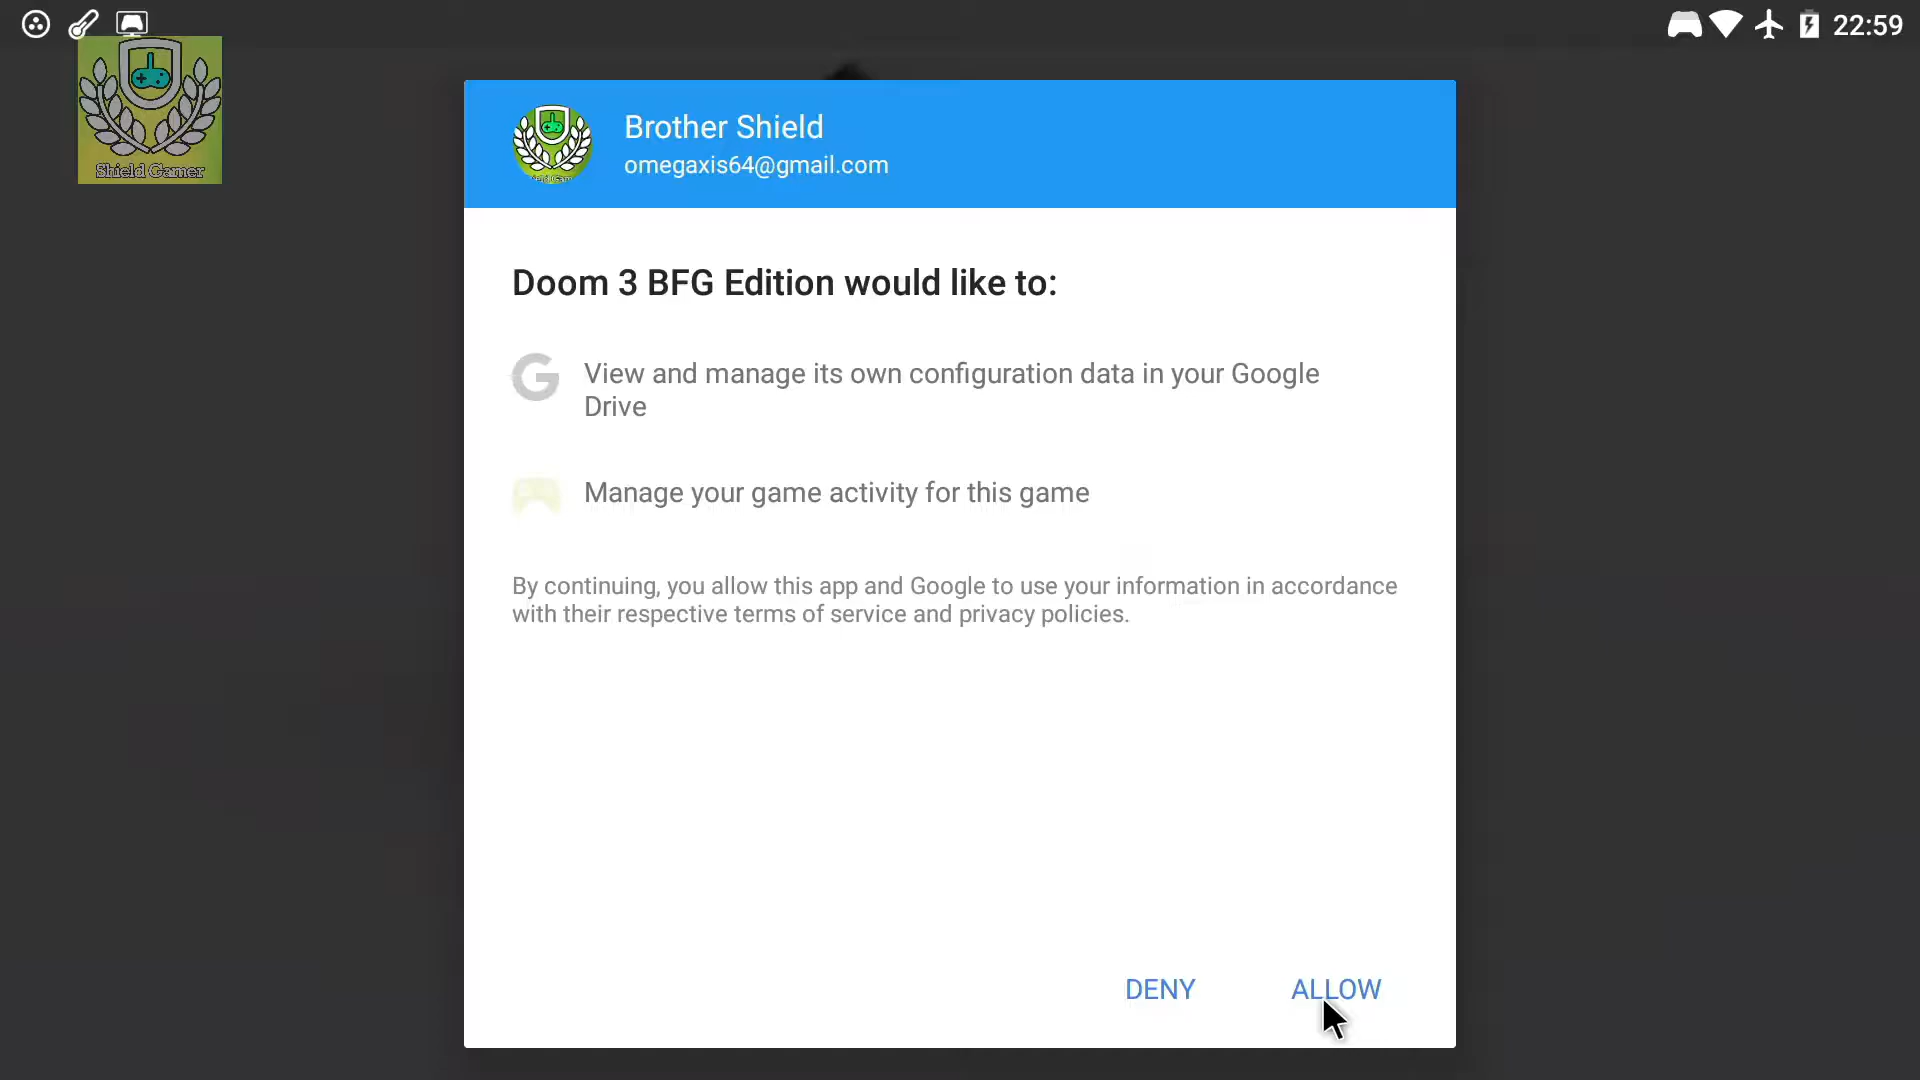 22:59
Shield Gamer
Brother Shield
omegaxis64@gmail.com
Doom 3 BFG Edition would like to:
View and manage its own configuration data in your Google
Drive
Manage your game activity for this game
By continuing, you allow this app and Google to use your information in accordance
with their respective terms of service and privacy policies.
DENY
ALLOW